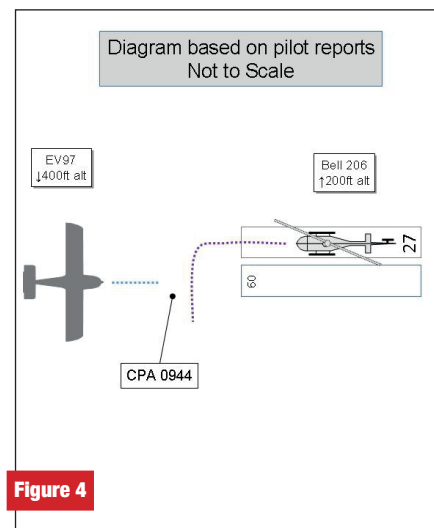 Diagram based on pilot reports
Not to Scale
EV97
↓400ft alt
Bell 206
↑200ft alt
27
09
CPA 0944
Figure 4